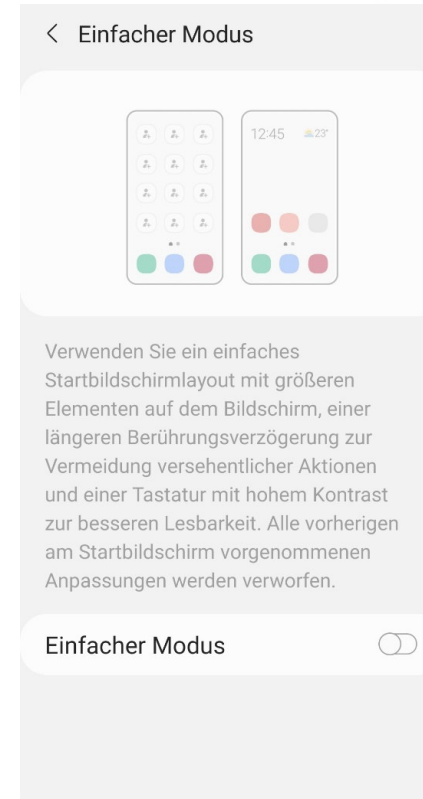 Einfacher Modus
12:45 23°
Verwenden Sie ein einfaches
Startbildschirmlayout mit größeren
Elementen auf dem Bildschirm, einer
längeren Berührungsverzögerung zur
Vermeidung versehentlicher Aktionen
und einer Tastatur mit hohem Kontrast
zur besseren Lesbarkeit. Alle vorherigen
am Startbildschirm vorgenommenen
Anpassungen werden verworfen.
Einfacher Modus